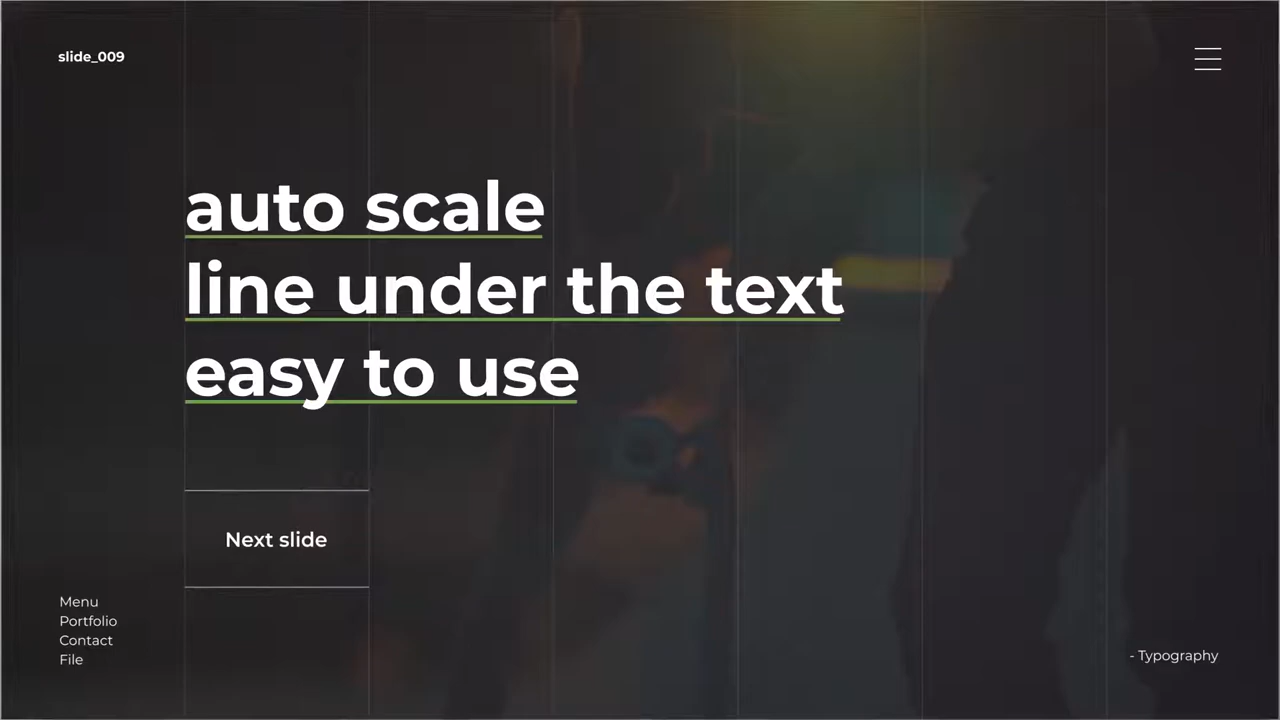 slide_009
auto scale
line under the text
easy to use
Next slide
Menu
Portfolio
Contact
File
- Typography